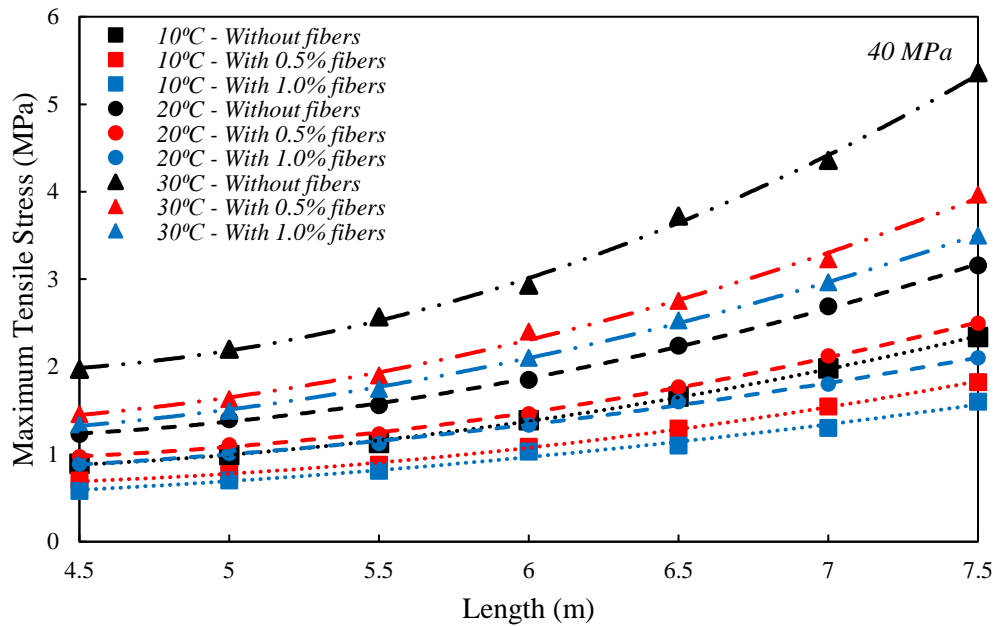 6
5
4
3
2
1
0
Maximum Tensile Stress (MPa)
10ºC - Without fibers
10ºC - With 0.5% fibers
10ºC - With 1.0% fibers
20ºC - Without fibers
20ºC - With 0.5% fibers
20ºC - With 1.0% fibers
30ºC - Without fibers
30ºC - With 0.5% fibers
30ºC - With 1.0% fibers
40 MPa
4.5 5 5.5 6 6.5 7 7.5
Length (m)